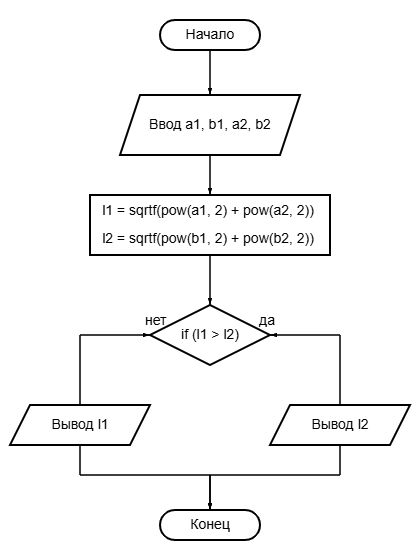 Начало
Ввод a1, b1, a2, b2
l1 = sqrtf(pow(a1, 2) + pow(a2, 2))
l2 = sqrtf(pow(b1, 2) + pow(b2, 2))
нет
if (l1 > l2)
да
Вывод l1
Вывод l2
Конец